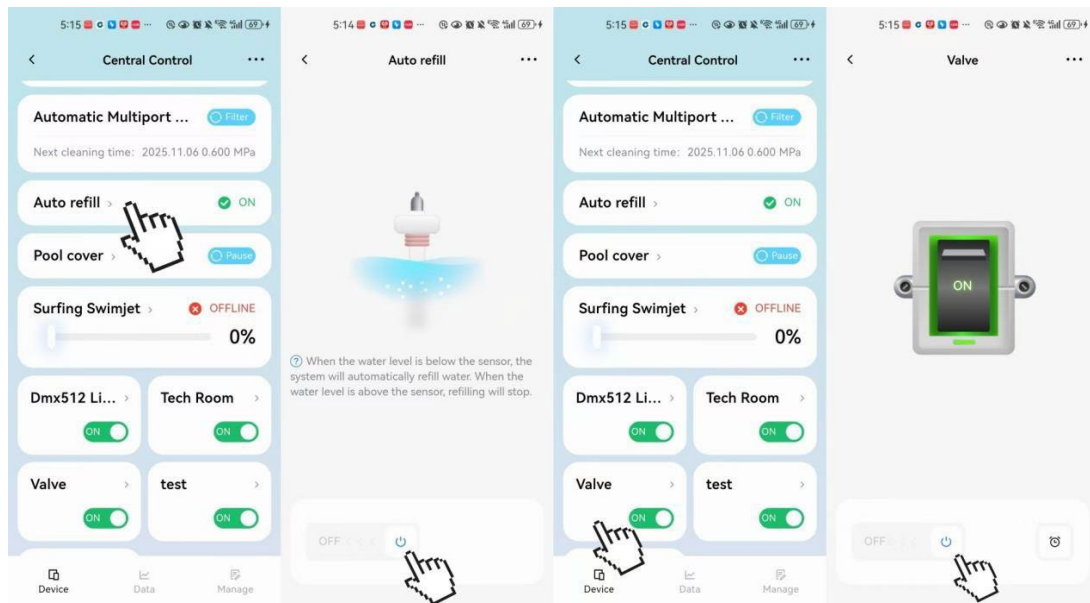 5:15
69
Central Control
Automatic Multiport ...
Filter
Next cleaning time: 2025.11.06 0.600 MPa
Auto refill
ON
Pool cover
Pause
Surfing Swimjet
OFFLINE
0%
Dmx512 Li...
ON
Tech Room
ON
Valve
ON
test
ON
Device
Data
Manage
5:14
69
Auto refill
When the water level is below the sensor, the
system will automatically refill water. When the
water level is above the sensor, refilling will stop.
OFF
5:15
69
Central Control
Automatic Multiport ...
Filter
Next cleaning time: 2025.11.06 0.600 MPa
Auto refill
ON
Pool cover
Pause
Surfing Swimjet
OFFLINE
0%
Dmx512 Li...
ON
Tech Room
ON
Valve
ON
test
ON
Device
Data
Manage
5:15
69
Valve
ON
OFF